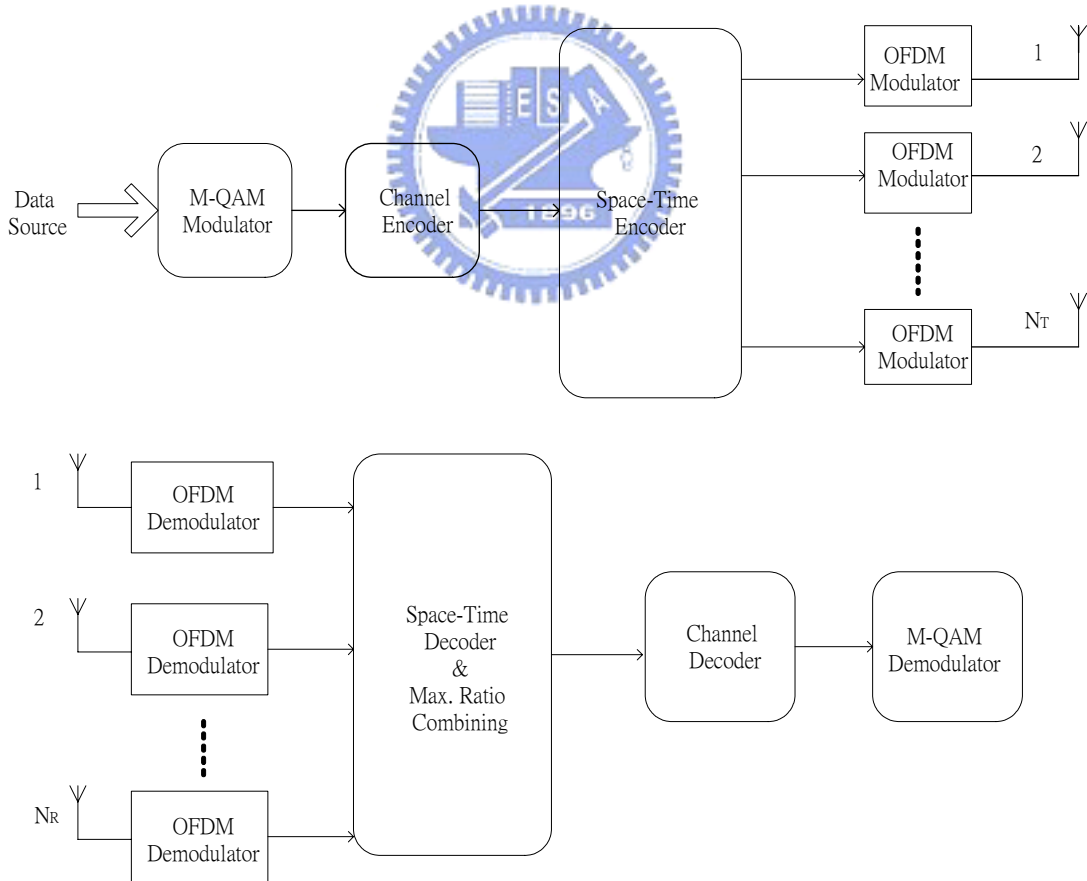 OFDM
Modulator
1
OFDM
Modulator
2
Data
Source
M-QAM
Modulator
Channel
Encoder
Space-Time
Encoder
E S A
1896
OFDM
Modulator
NT
1
OFDM
Demodulator
2
OFDM
Demodulator
Space-Time
Decoder
&
Max. Ratio
Combining
Channel
Decoder
M-QAM
Demodulator
NR
OFDM
Demodulator